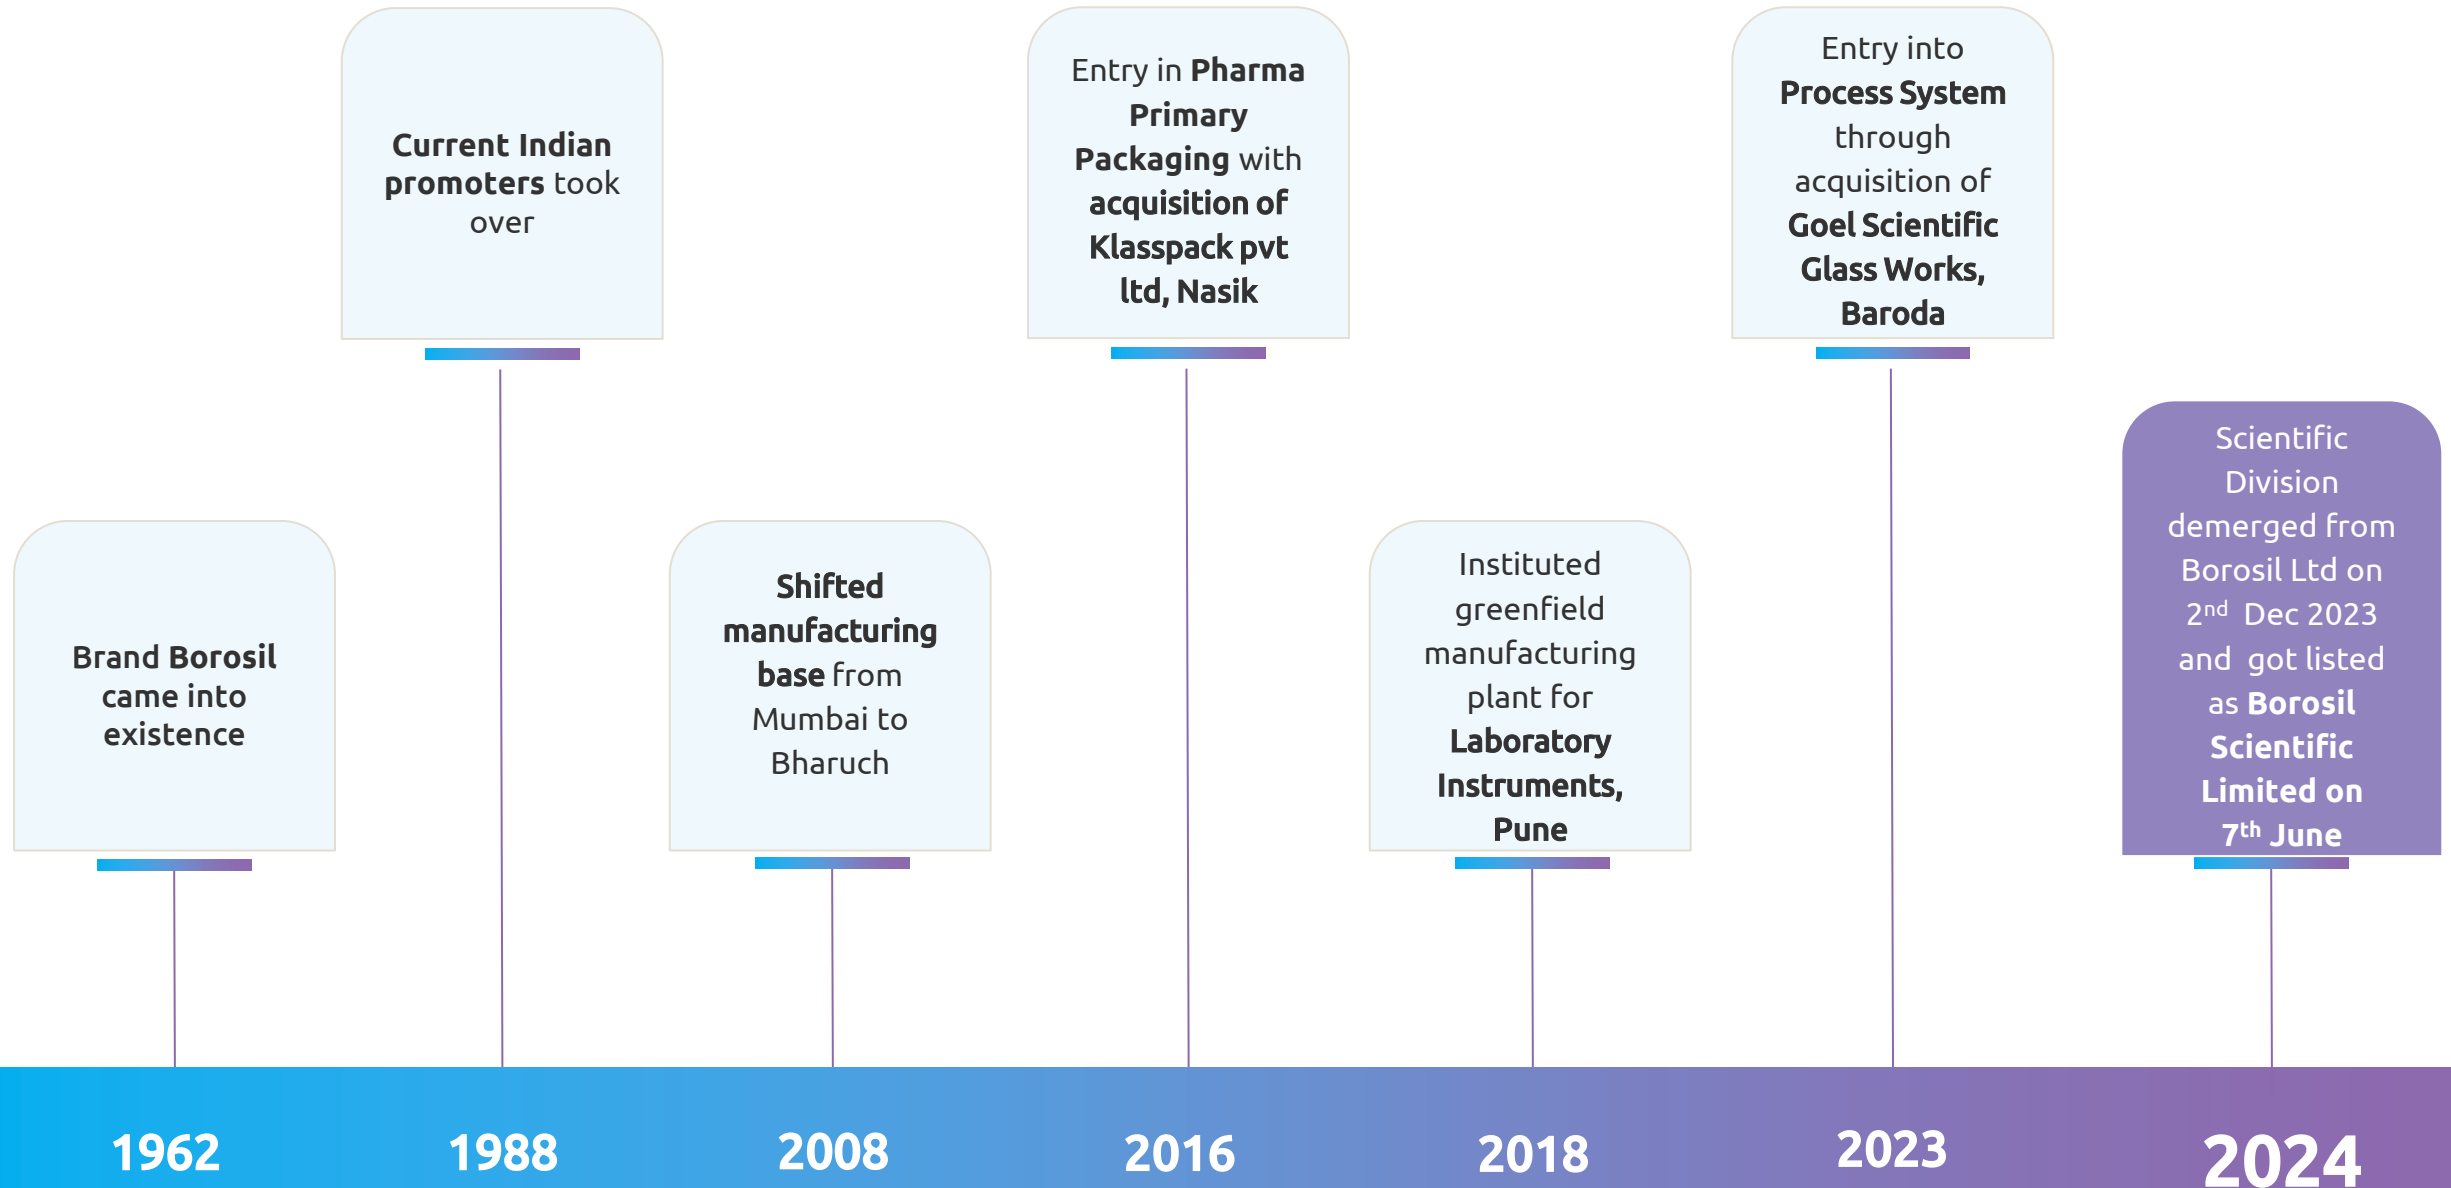 Current Indian
promoters took
over
Entry in Pharma
Primary
Packaging with
acquisition of
Klasspack pvt
ltd, Nasik
Entry into
Process System
through
acquisition of
Goel Scientific
Glass Works,
Baroda
Brand Borosil
came into
existence
Shifted
manufacturing
base from
Mumbai to
Bharuch
Instituted
greenfield
manufacturing
plant for
Laboratory
Instruments,
Pune
Scientific
Division
demerged from
Borosil Ltd on
2nd Dec 2023
and got listed
as Borosil
Scientific
Limited on
7th June
1962
1988
2008
2016
2018
2023
2024